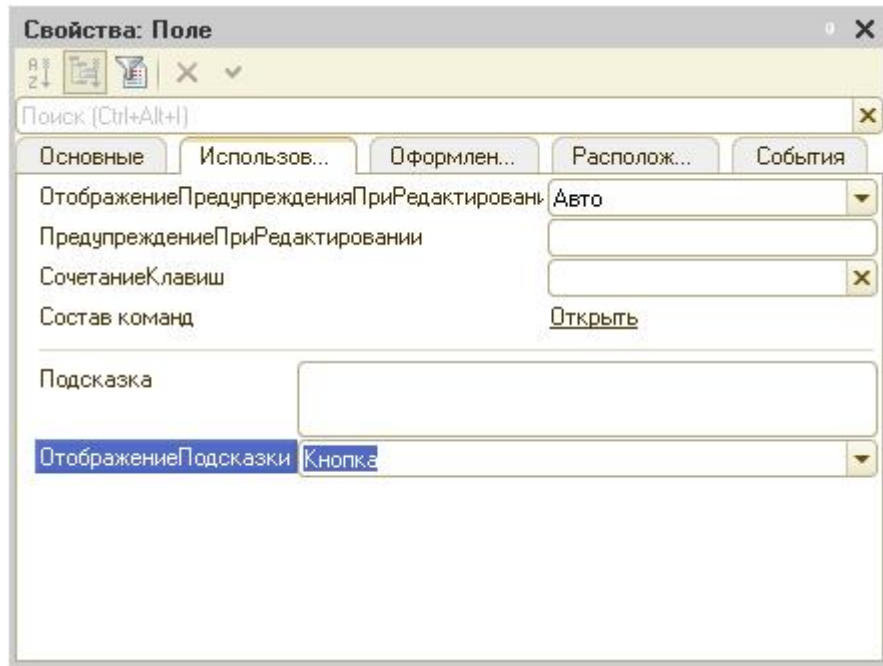 Свойства: Поле
Поиск (Ctrl+Alt+I)
Основные Использов... Оформлен... Располож... События
ОтображениеПредупрежденияПриРедактировани Авто
ПредупреждениеПриРедактировании
СочетаниеКлавиш
Состав команд Открыть
Подсказка
ОтображениеПодсказки Кнопка